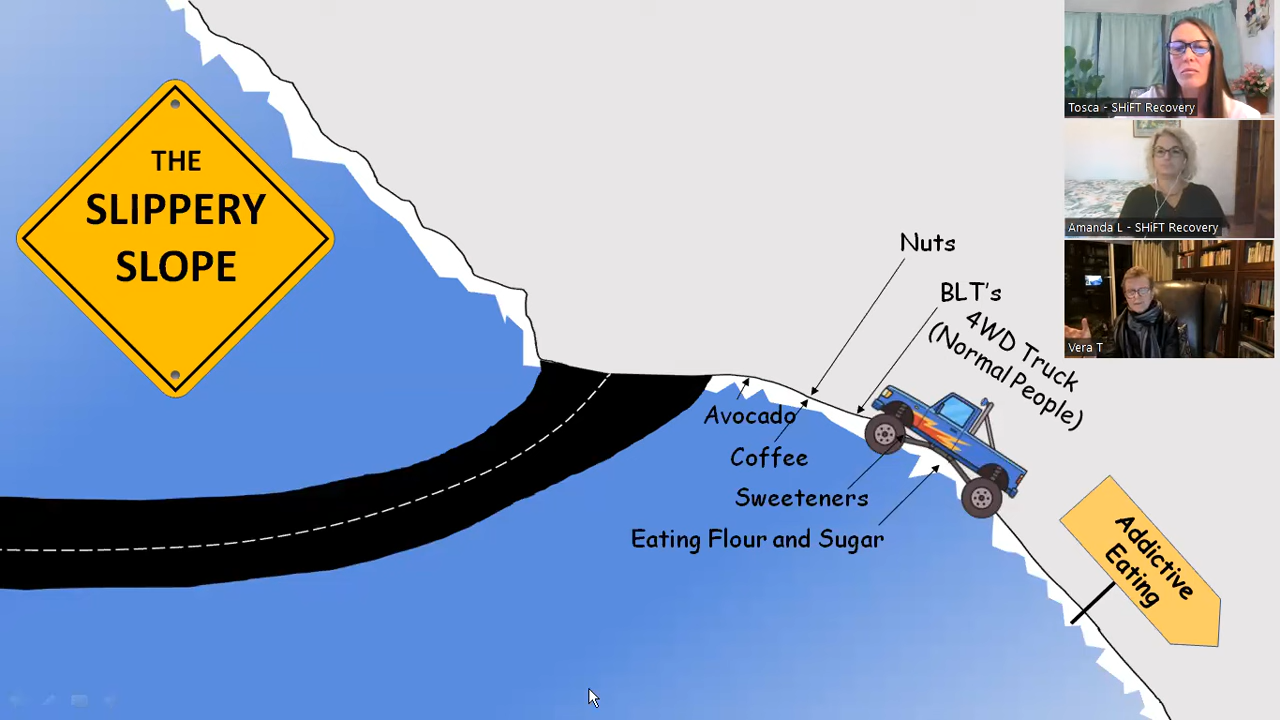 THE
SLIPPERY
SLOPE
Nuts
BLT's
4WD Truck
(Normal People)
Avocado
Coffee
Sweeteners
Eating Flour and Sugar
Addictive
Eating
Tosca - SHiFT Recovery
Amanda L - SHiFT Recovery
Vera T